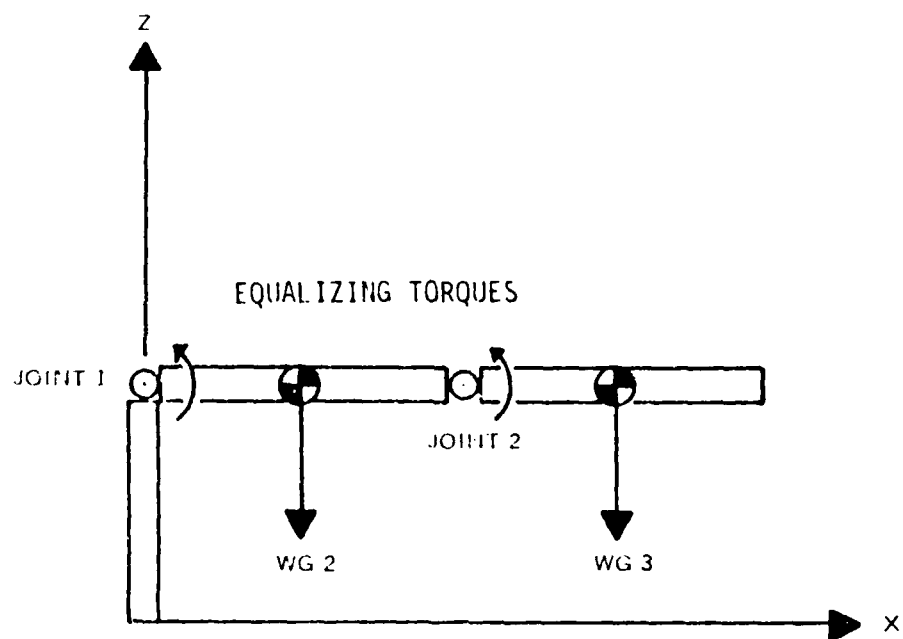 Z
EQUALIZING TORQUES
JOINT 1
JOINT 2
WG 2
WG 3
X